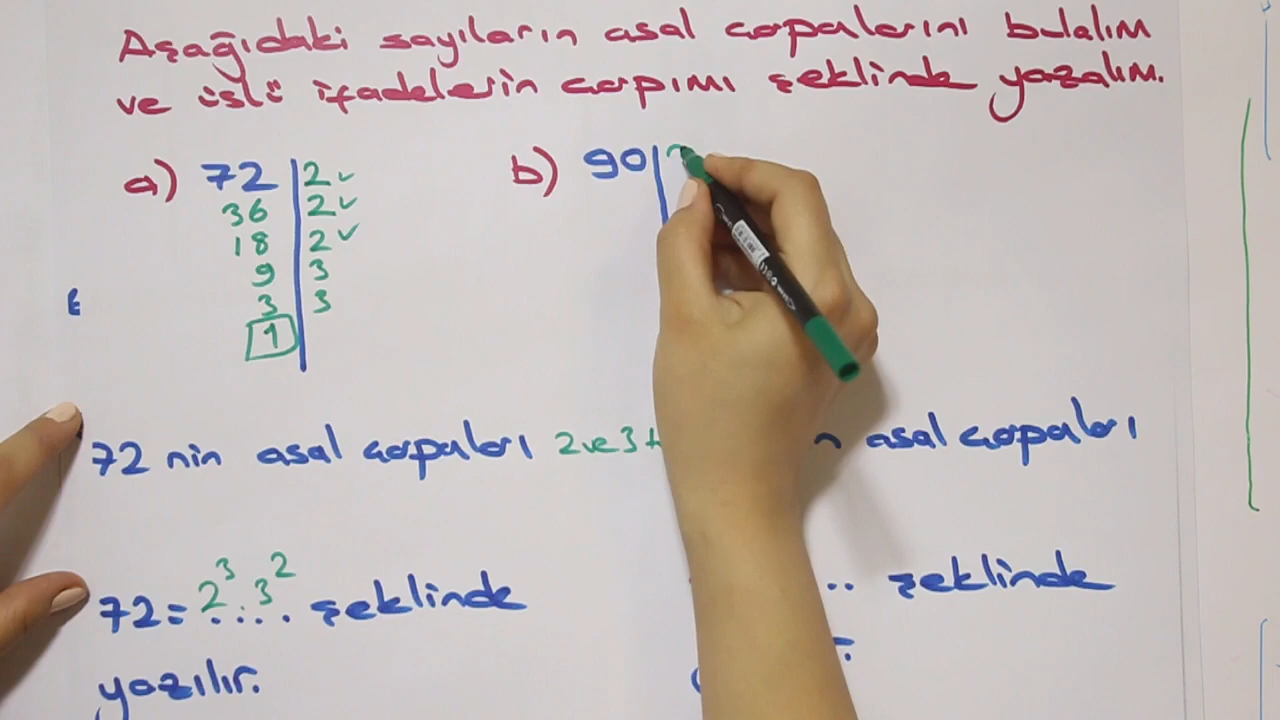 Aşağıdaki sayıların asal çarpanlarını bulalım
ve üslü ifadelerin çarpımı şeklinde yazalım.
a) 72 | 2 ✓
36 | 2 ✓
18 | 2 ✓
9 | 3
3 | 3
1
b) 90 |
72 nin asal çarpanları 2 ve 3 t
n asal çarpanları
72 = 2³ . 3² şeklinde
yazılır.
.. şeklinde